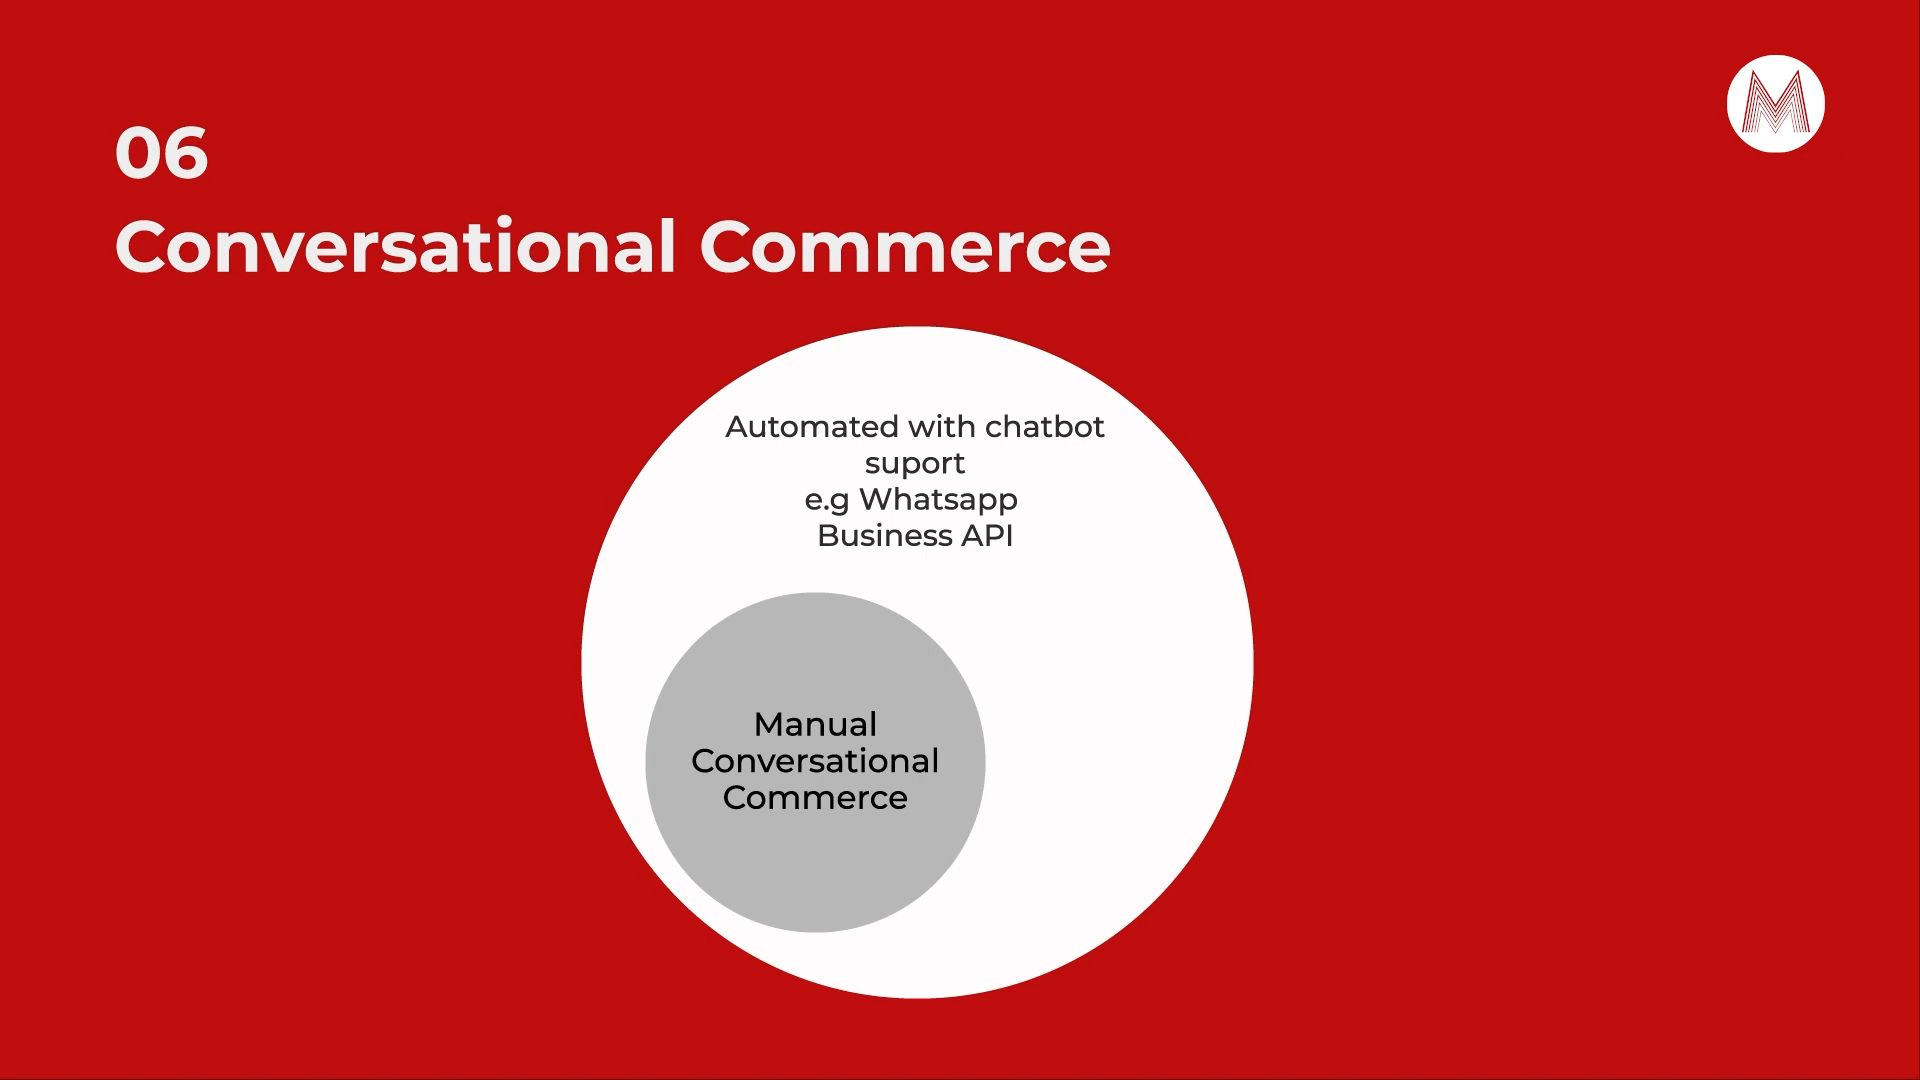 06
Conversational Commerce
Automated with chatbot
suport
e.g Whatsapp
Business API
Manual
Conversational
Commerce